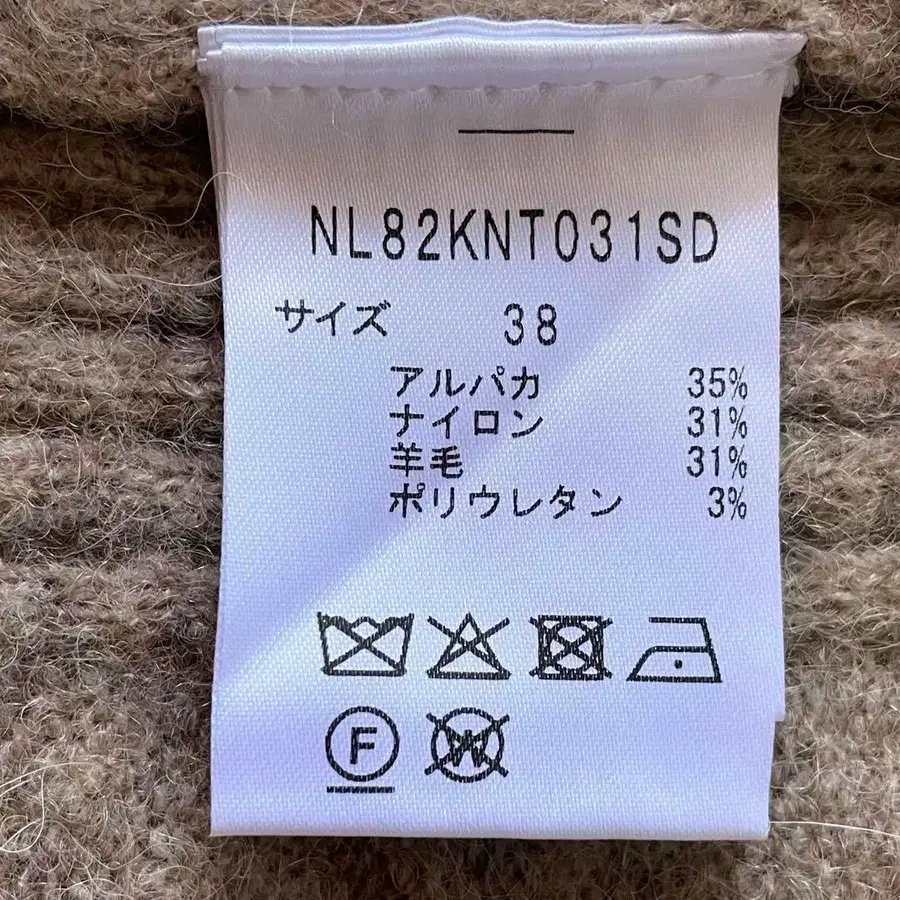 NL82KNT031SD
サイズ 38
アルパカ 35%
ナイロン 31%
羊毛 31%
ポリウレタン 3%
F W